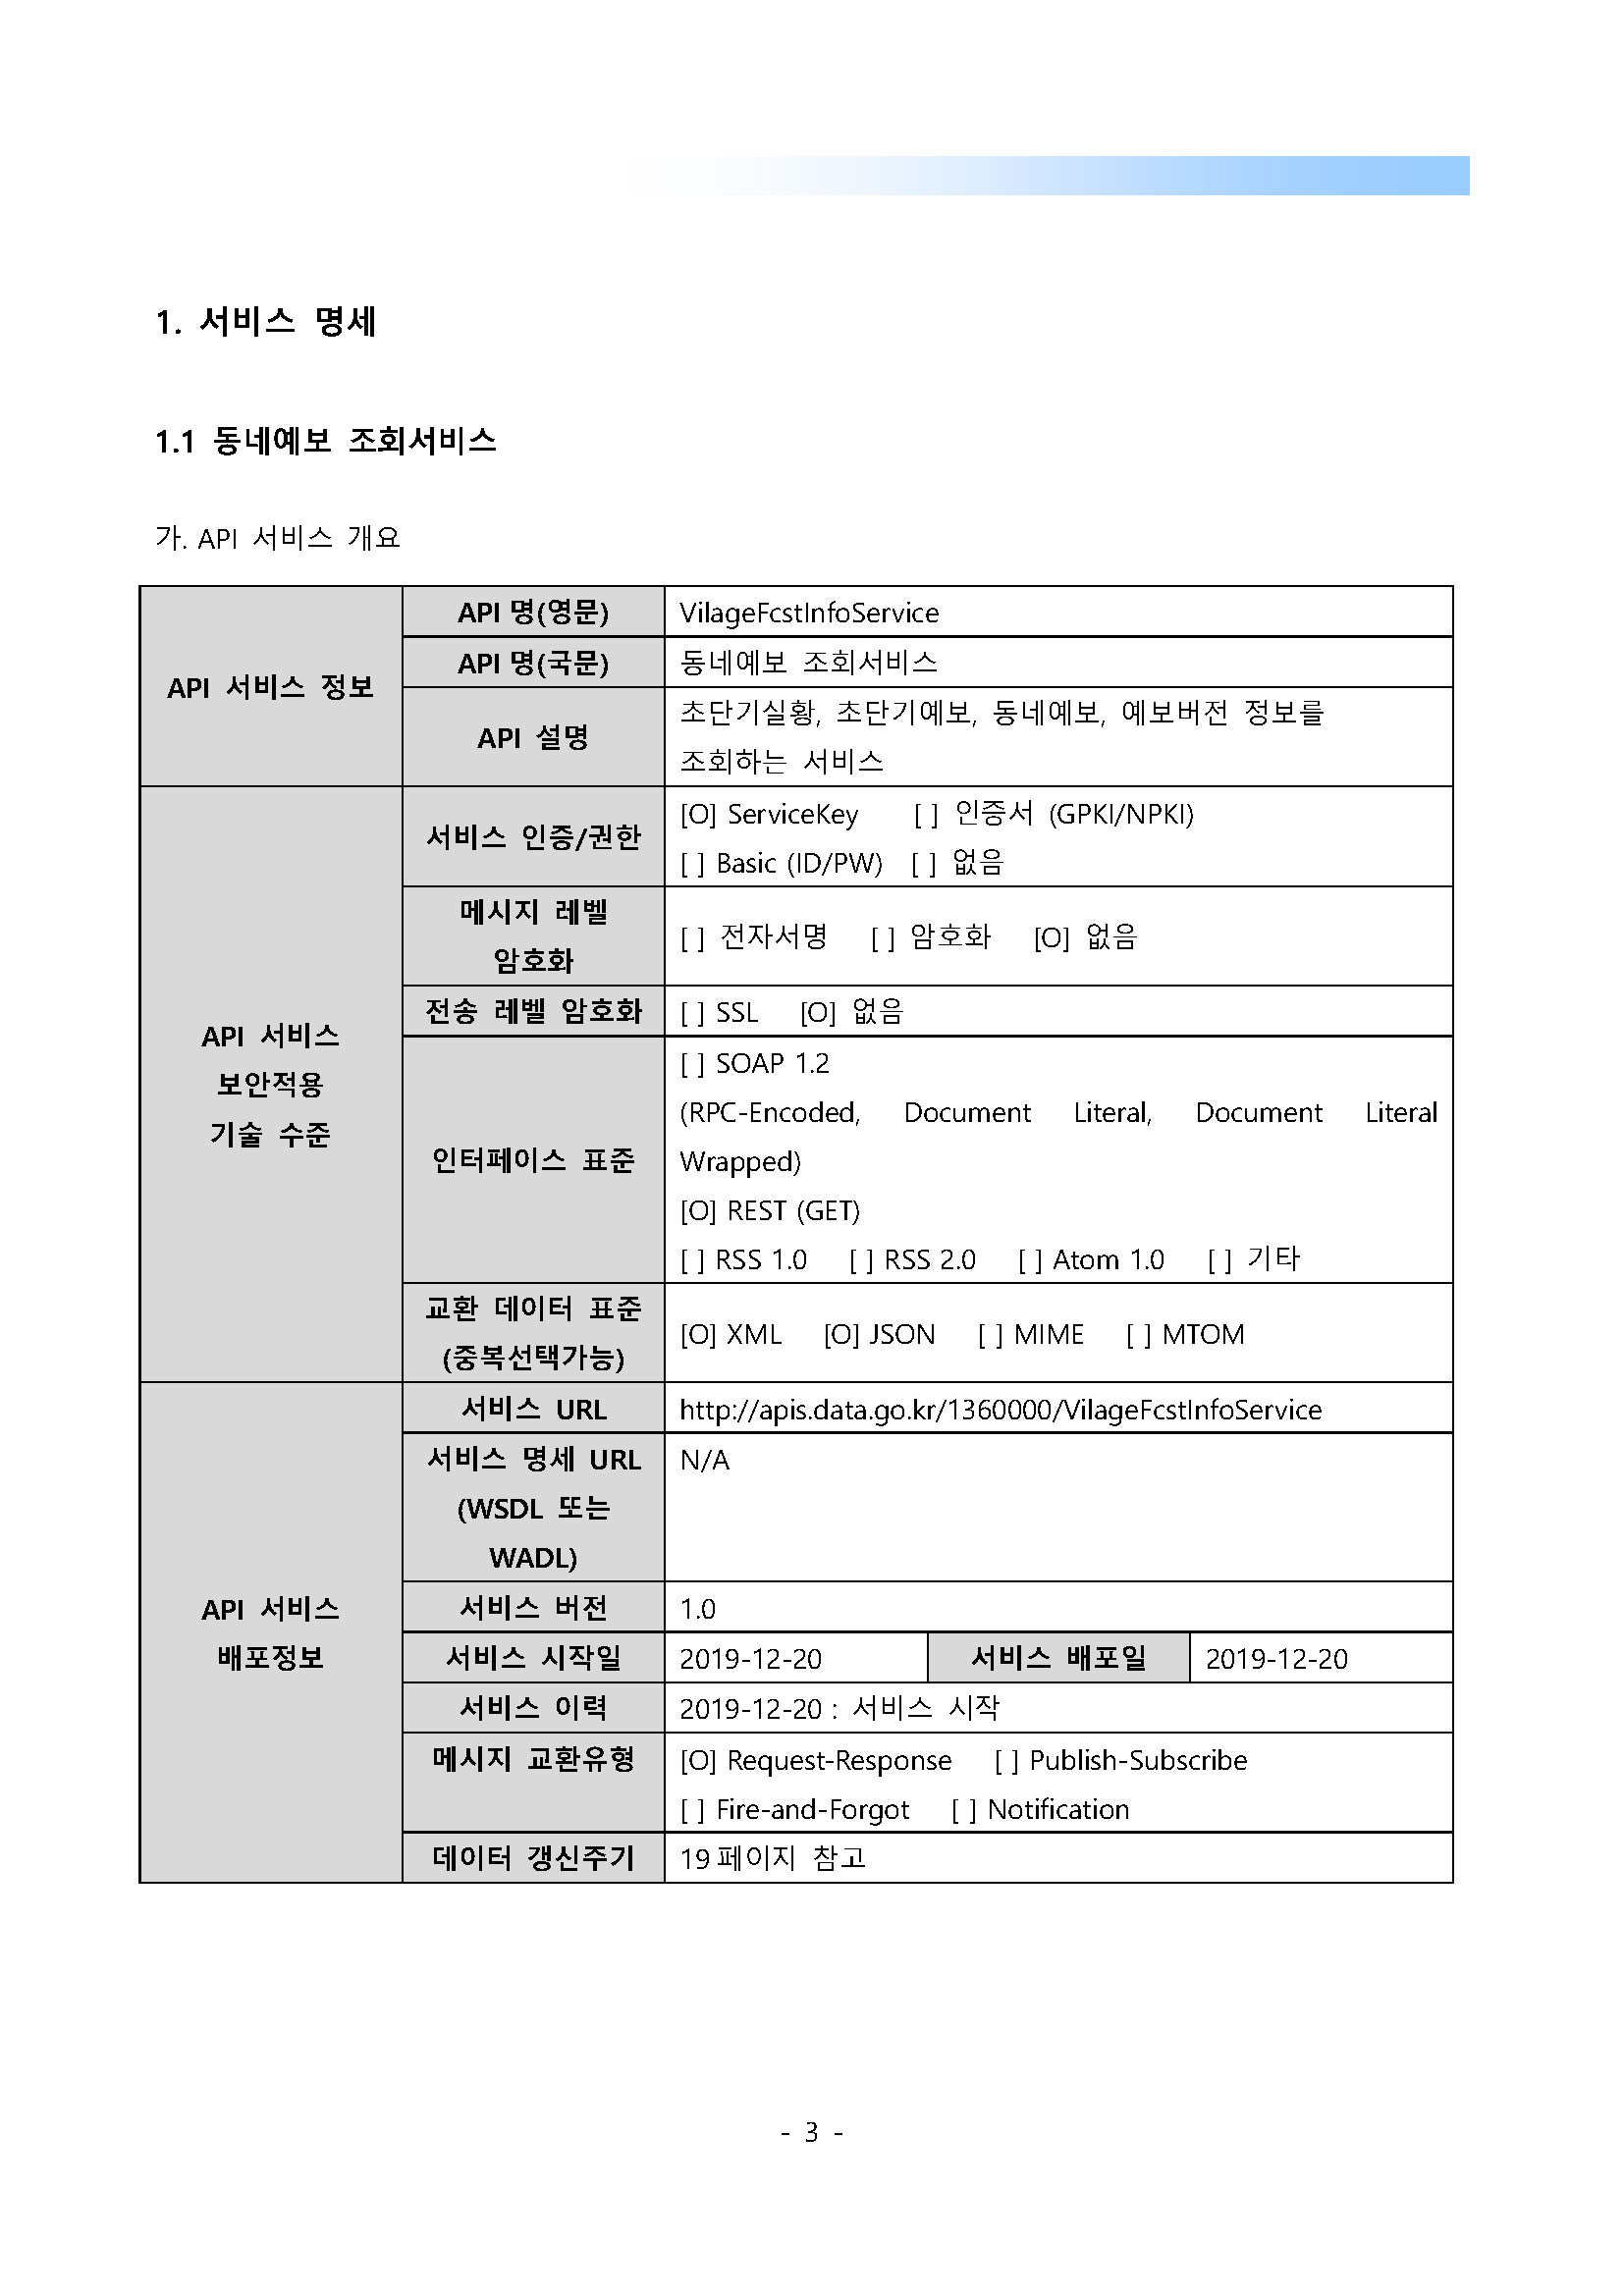 1. 서비스 명세
1.1 동네예보 조회서비스
가. API 서비스 개요
API 서비스 정보
API 명(영문)
VilageFcstInfoService
API 명(국문)
동네예보 조회서비스
API 설명
초단기실황, 초단기예보, 동네예보, 예보버전 정보를
조회하는 서비스
API 서비스
보안적용
기술 수준
서비스 인증/권한
[O] ServiceKey [ ] 인증서 (GPKI/NPKI)
[ ] Basic (ID/PW) [ ] 없음
메시지 레벨
암호화
[ ] 전자서명 [ ] 암호화 [O] 없음
전송 레벨 암호화
[ ] SSL [O] 없음
인터페이스 표준
[ ] SOAP 1.2
(RPC-Encoded, Document Literal, Document Literal
Wrapped)
[O] REST (GET)
[ ] RSS 1.0 [ ] RSS 2.0 [ ] Atom 1.0 [ ] 기타
교환 데이터 표준
(중복선택가능)
[O] XML [O] JSON [ ] MIME [ ] MTOM
API 서비스
배포정보
서비스 URL
http://apis.data.go.kr/1360000/VilageFcstInfoService
서비스 명세 URL
(WSDL 또는
WADL)
N/A
서비스 버전
1.0
서비스 시작일
2019-12-20
서비스 배포일
2019-12-20
서비스 이력
2019-12-20 : 서비스 시작
메시지 교환유형
[O] Request-Response [ ] Publish-Subscribe
[ ] Fire-and-Forgot [ ] Notification
데이터 갱신주기
19페이지 참고
- 3 -